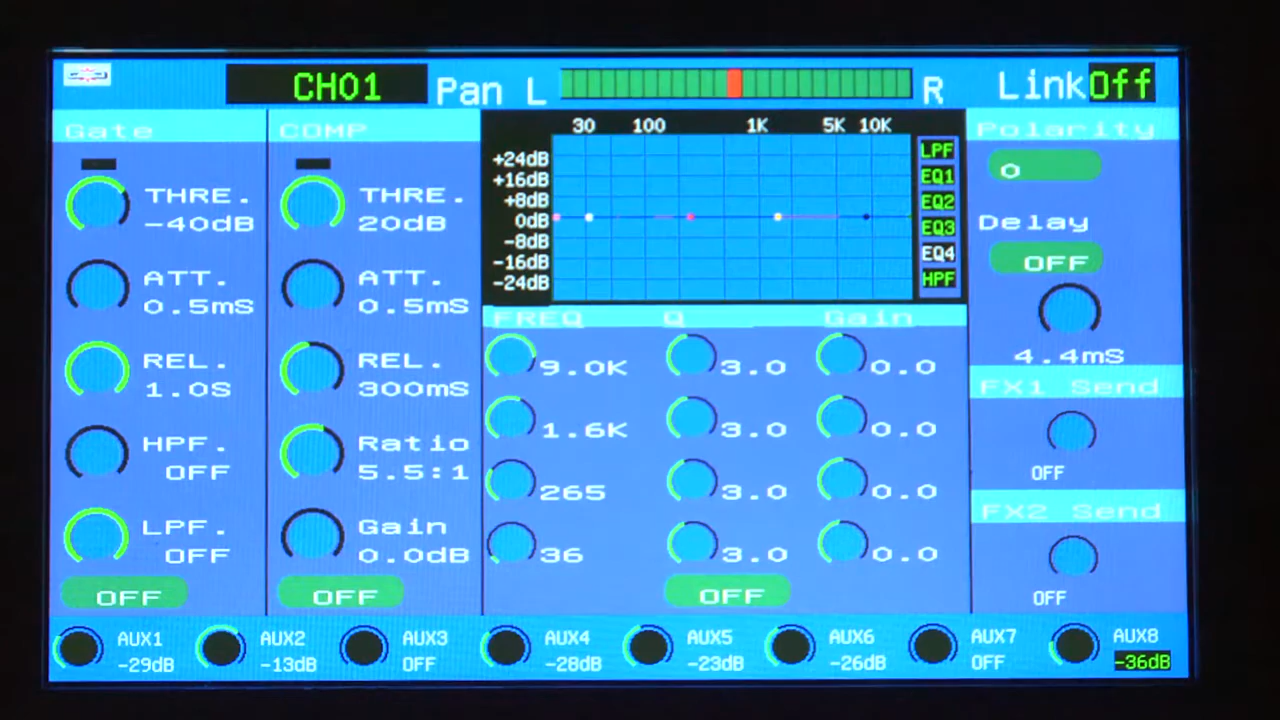 CH01 Pan L R Link Off
Gate
THRE.
-40dB
ATT.
0.5mS
REL.
1.0S
HPF.
OFF
LPF.
OFF
OFF
COMP
THRE.
20dB
ATT.
0.5mS
REL.
300mS
Ratio
5.5:1
Gain
0.0dB
OFF
30 100 1K 5K 10K
+24dB
+16dB
+8dB
0dB
-8dB
-16dB
-24dB
LPF
EQ1
EQ2
EQ3
EQ4
HPF
FREQ Q Gain
9.0K 3.0 0.0
1.6K 3.0 0.0
265 3.0 0.0
36 3.0 0.0
OFF
Polarity
O
Delay
OFF
4.4mS
FX1 Send
OFF
FX2 Send
OFF
AUX1
-29dB
AUX2
-13dB
AUX3
OFF
AUX4
-28dB
AUX5
-23dB
AUX6
-26dB
AUX7
OFF
AUX8
-36dB